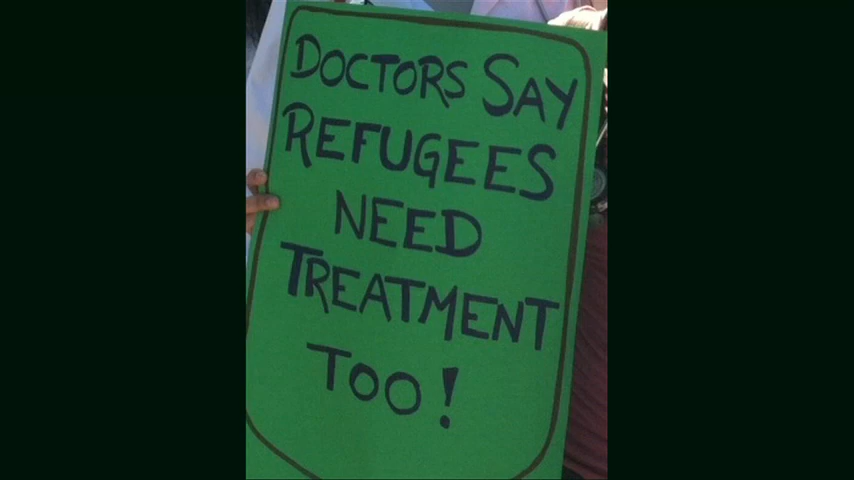 DOCTORS SAY
REFUGEES
NEED
TREATMENT
TOO!